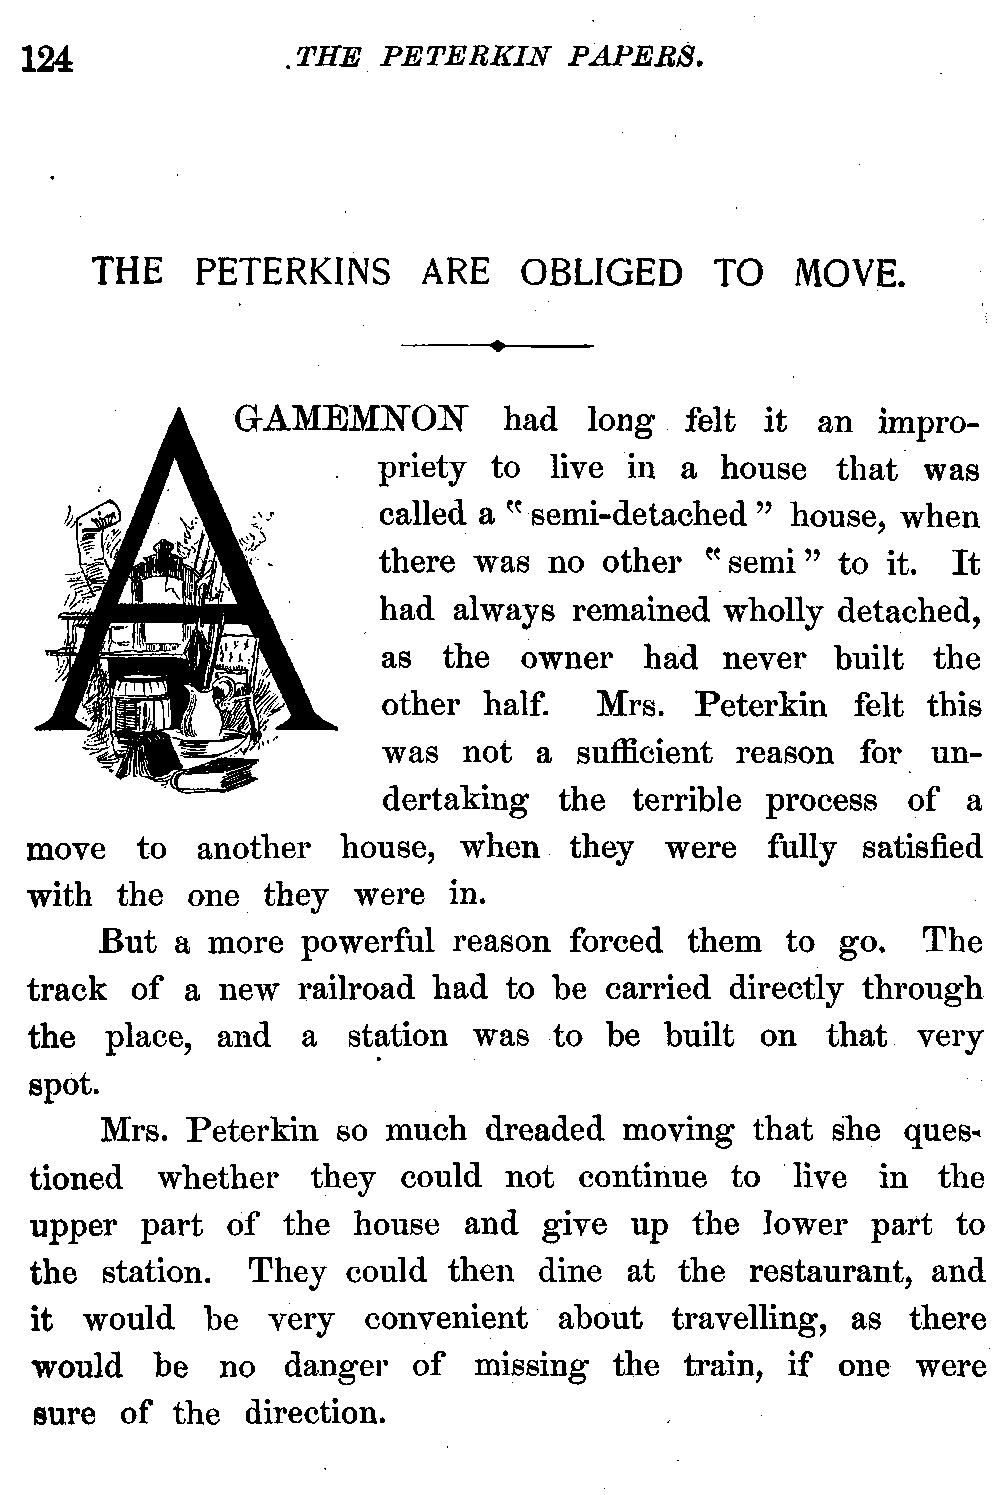 124 THE PETERKIN PAPERS.
THE PETERKINS ARE OBLIGED TO MOVE.
AGAMEMNON had long felt it an impro-
priety to live in a house that was
called a "semi-detached" house, when
there was no other "semi" to it. It
had always remained wholly detached,
as the owner had never built the
other half. Mrs. Peterkin felt this
was not a sufficient reason for un-
dertaking the terrible process of a
move to another house, when they were fully satisfied
with the one they were in.
But a more powerful reason forced them to go. The
track of a new railroad had to be carried directly through
the place, and a station was to be built on that very
spot.
Mrs. Peterkin so much dreaded moving that she ques-
tioned whether they could not continue to live in the
upper part of the house and give up the lower part to
the station. They could then dine at the restaurant, and
it would be very convenient about travelling, as there
would be no danger of missing the train, if one were
sure of the direction.